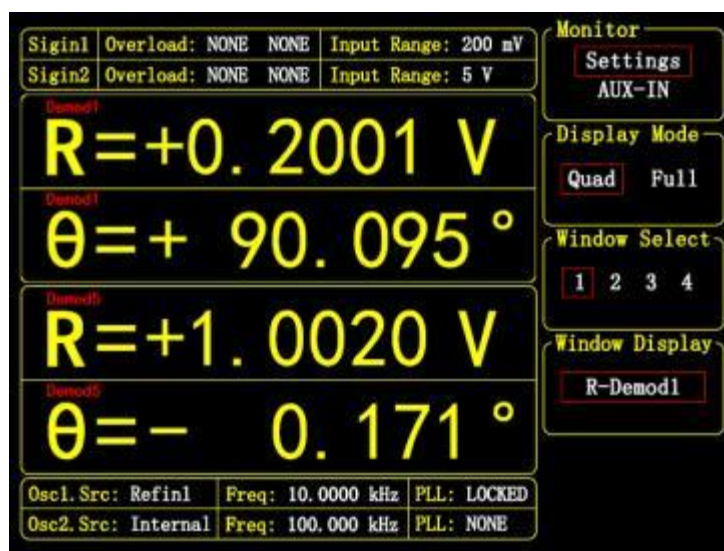 Sigin1 Overload: NONE NONE Input Range: 200 mV
Sigin2 Overload: NONE NONE Input Range: 5 V
Demod1
R=+0.2001 V
Demod1
θ=+ 90.095 °
Demod5
R=+1.0020 V
Demod5
θ=- 0.171 °
Osc1.Src: Refin1 Freq: 10.0000 kHz PLL: LOCKED
Osc2.Src: Internal Freq: 100.000 kHz PLL: NONE
Monitor
Settings
AUX-IN
Display Mode
Quad Full
Window Select
1 2 3 4
Window Display
R-Demod1